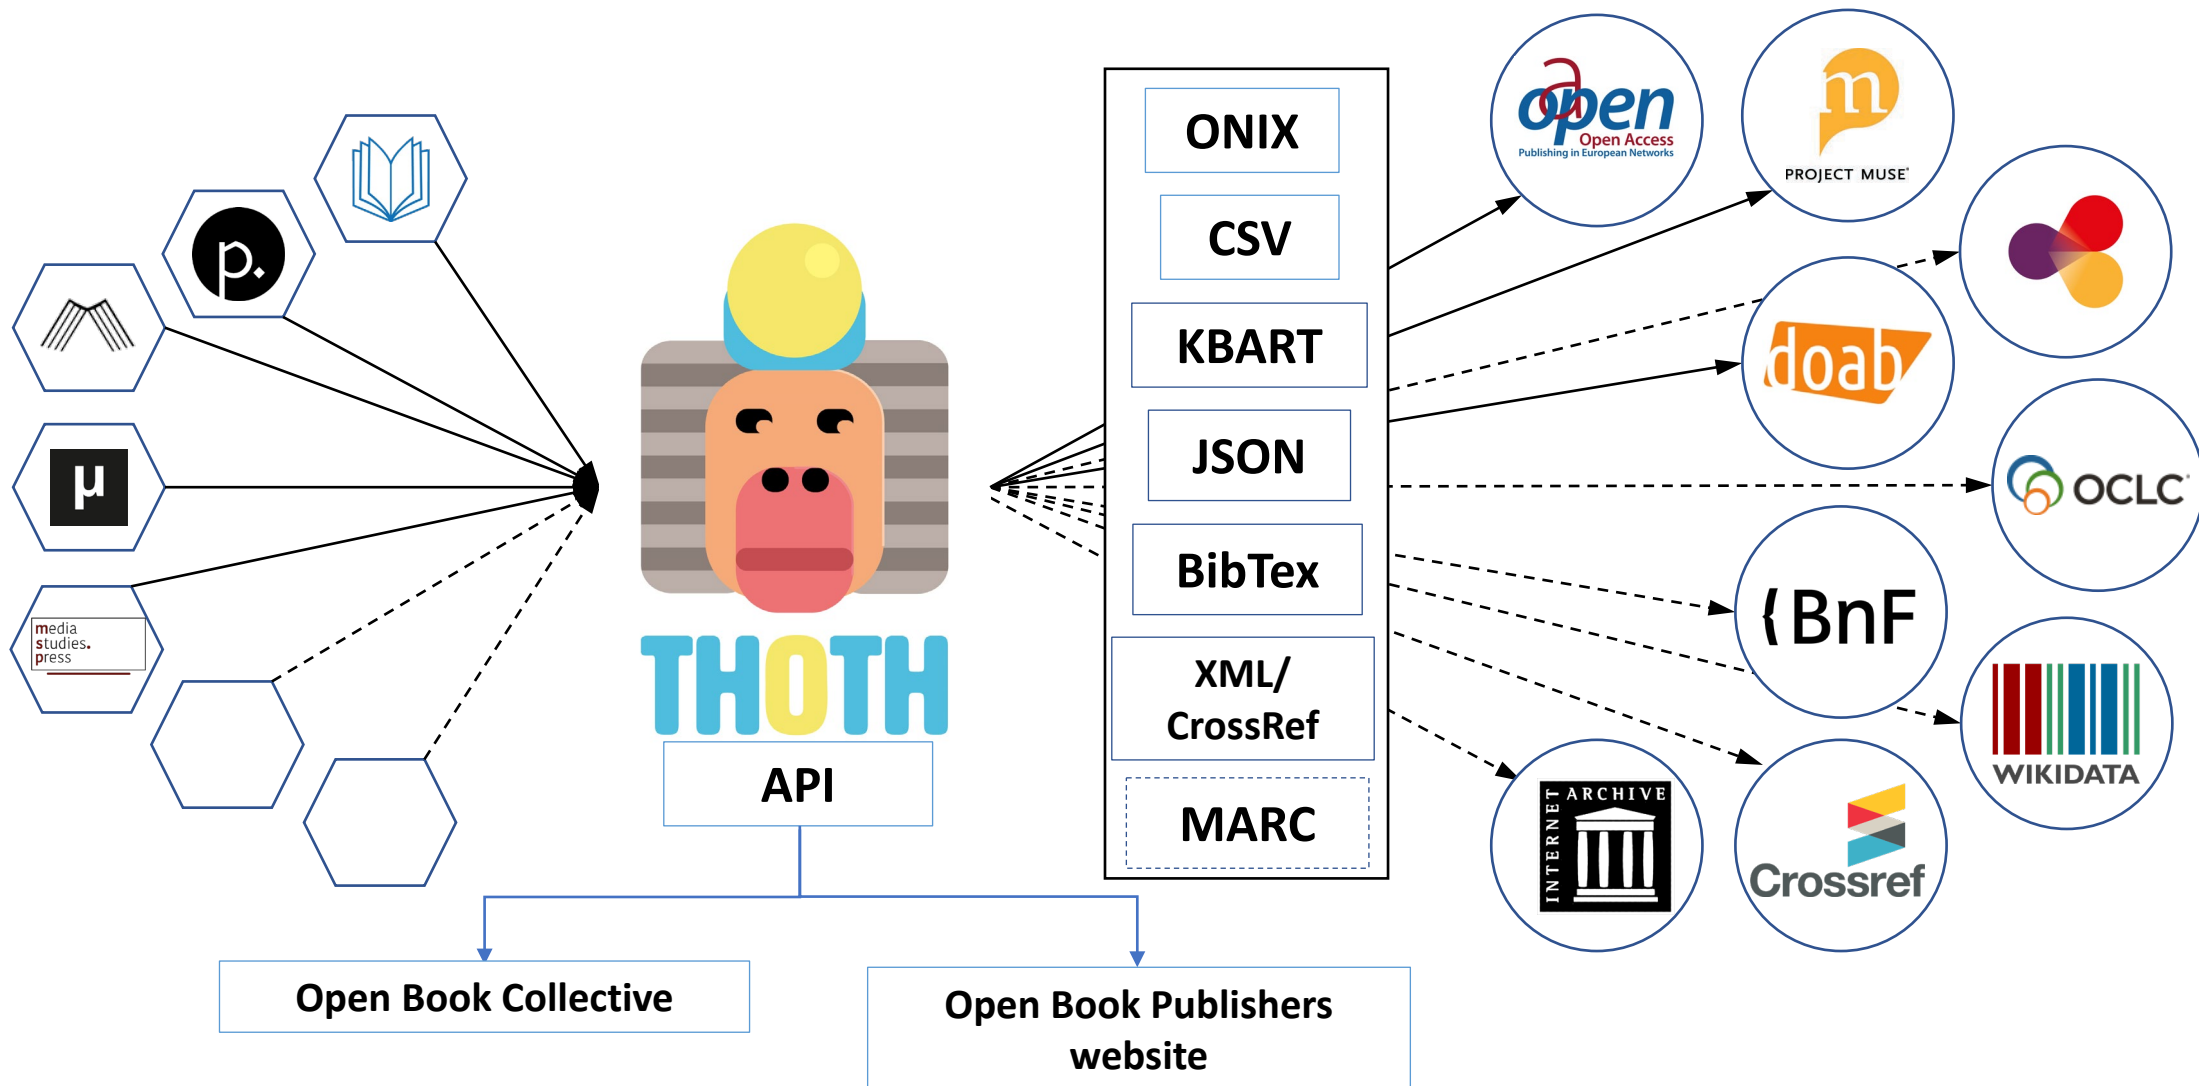 p.
µ
media
studies.
press
THOTH
API
Open Book Collective
Open Book Publishers
website
ONIX
CSV
KBART
JSON
BibTex
XML/
CrossRef
MARC
oapen
Open Access
Publishing in European Networks
m
PROJECT MUSE®
doab
OCLC®
{BnF
WIKIDATA
Crossref
INTERNET
ARCHIVE